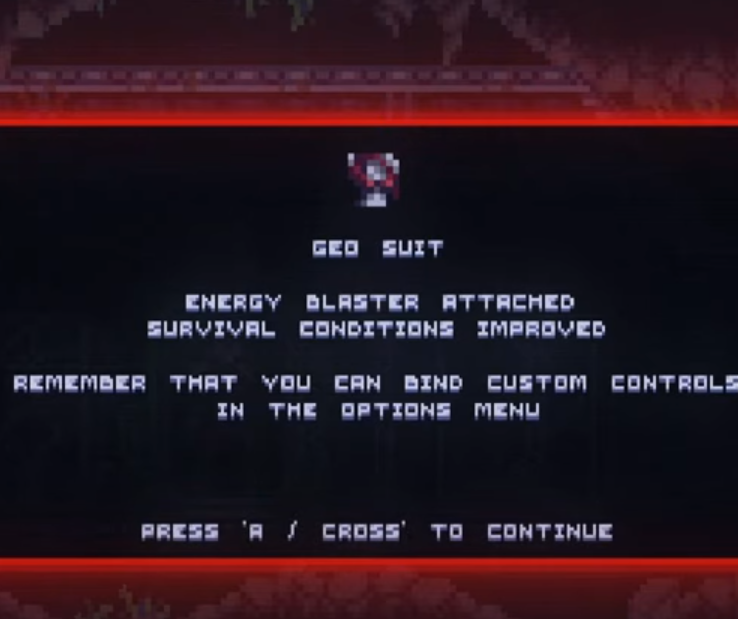 GEO SUIT
ENERGY BLASTER ATTACHED
SURVIVAL CONDITIONS IMPROVED
REMEMBER THAT YOU CAN BIND CUSTOM CONTROLS
IN THE OPTIONS MENU
PRESS 'A / CROSS' TO CONTINUE